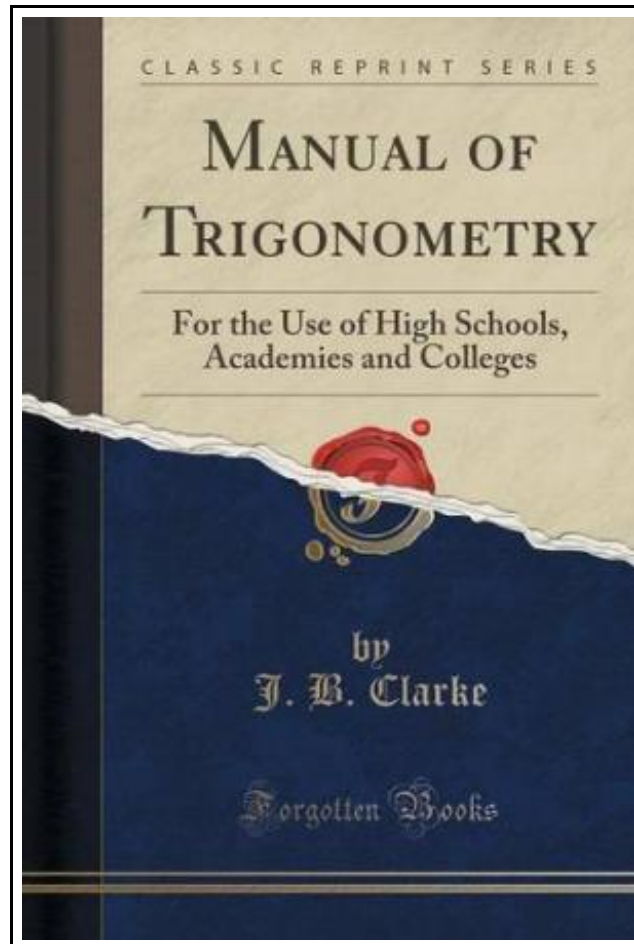 CLASSIC REPRINT SERIES
MANUAL OF
TRIGONOMETRY
For the Use of High Schools,
Academies and Colleges
by
J. B. Clarke
Forgotten Books